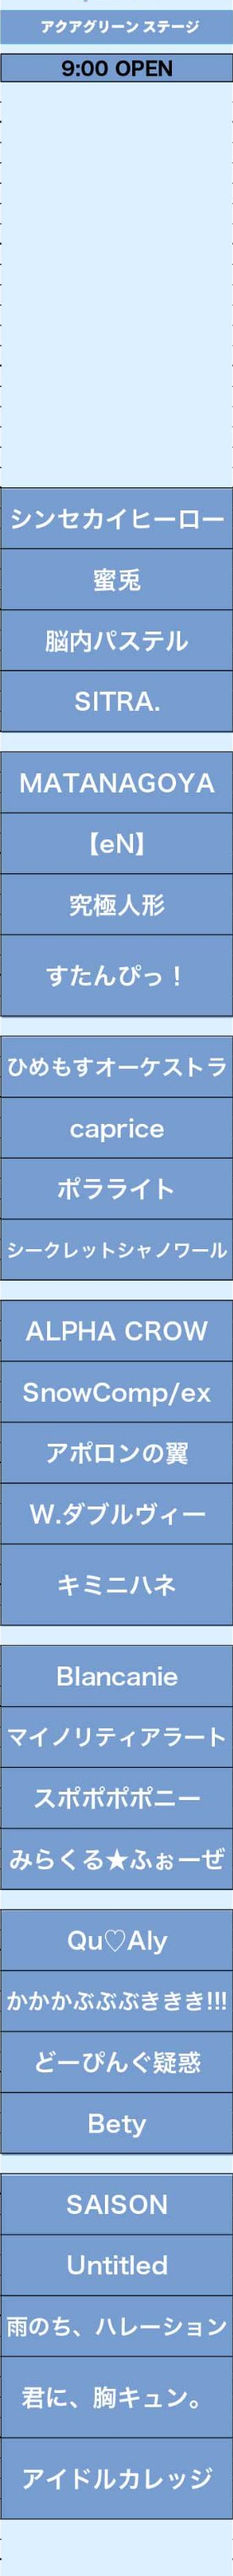 アクアグリーン ステージ
9:00 OPEN
シンセカイヒーロー
蜜兎
脳内パステル
SITRA.
MATANAGOYA
【eN】
究極人形
すたんぴっ！
ひめもすオーケストラ
caprice
ポラライト
シークレットシャノワール
ALPHA CROW
SnowComp/ex
アポロンの翼
W.ダブルヴィー
キミニハネ
Blancanie
マイノリティアラート
スポポポポニー
みらくる★ふぉーぜ
Qu♡Aly
かかかぶぶぶききき!!!
どーぴんぐ疑惑
Bety
SAISON
Untitled
雨のち、ハレーション
君に、胸キュン。
アイドルカレッジ